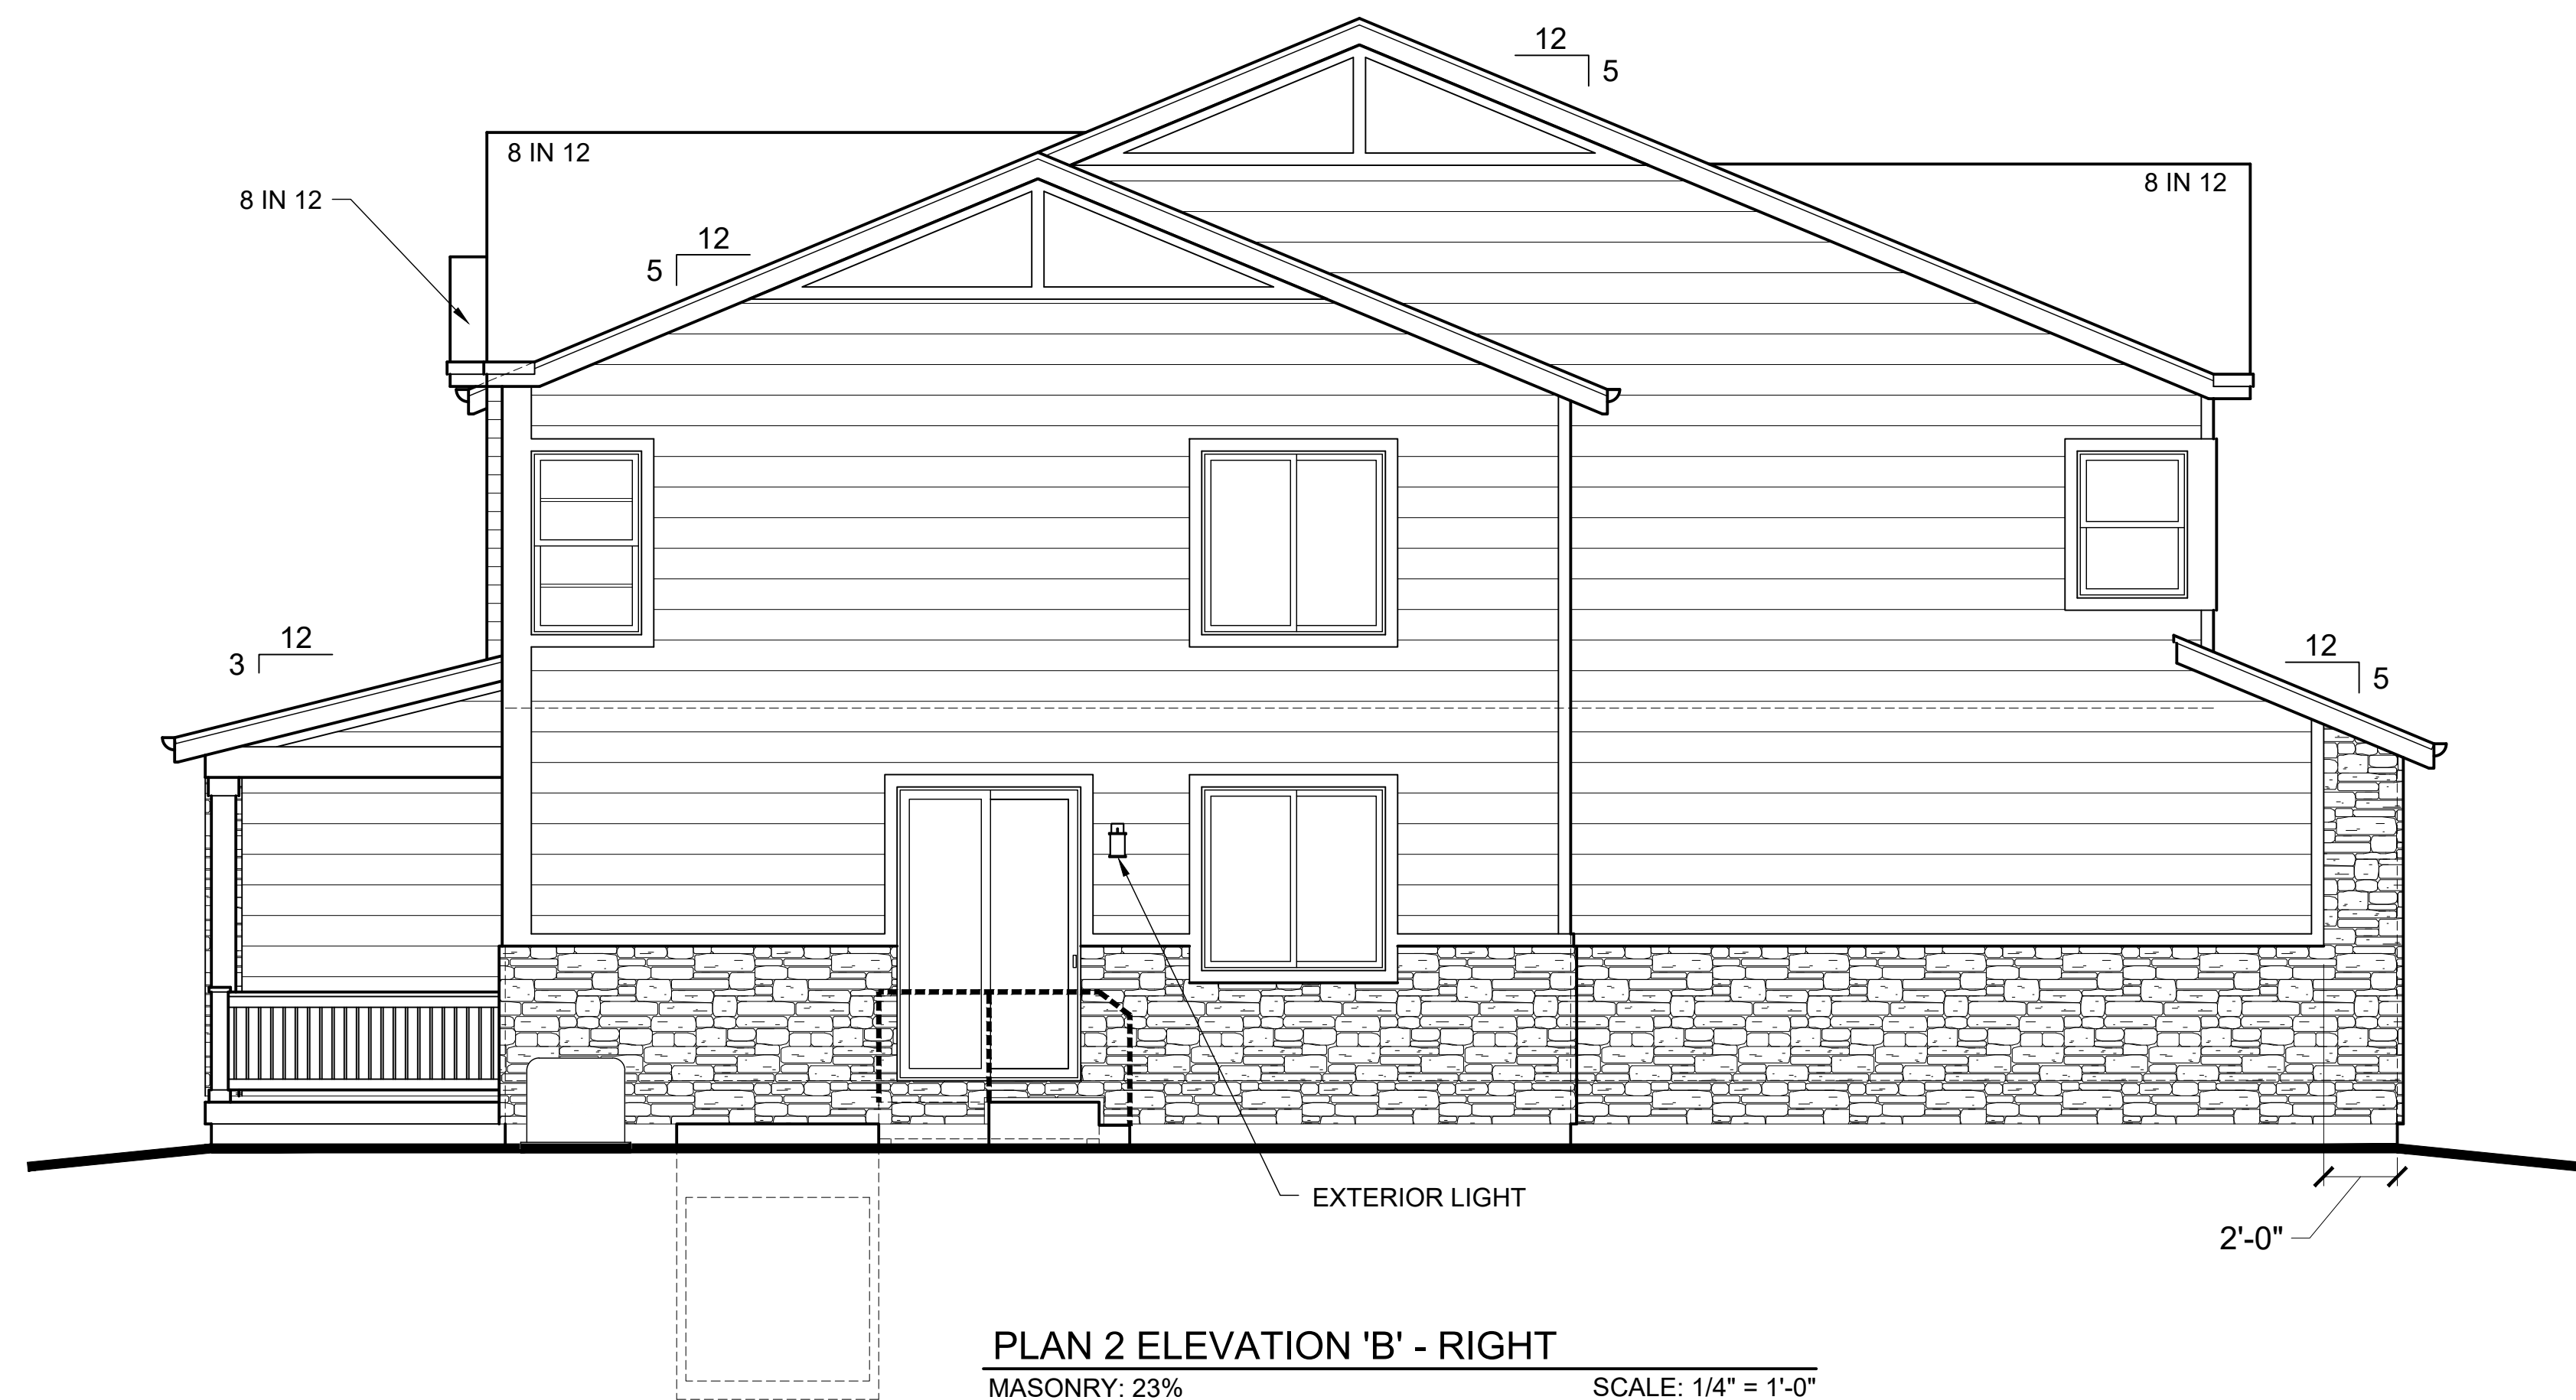 12
5
8 IN 12
8 IN 12
8 IN 12
12
5
12
3
12
5
EXTERIOR LIGHT
2'-0"
PLAN 2 ELEVATION 'B' - RIGHT
MASONRY: 23%
SCALE: 1/4" = 1'-0"